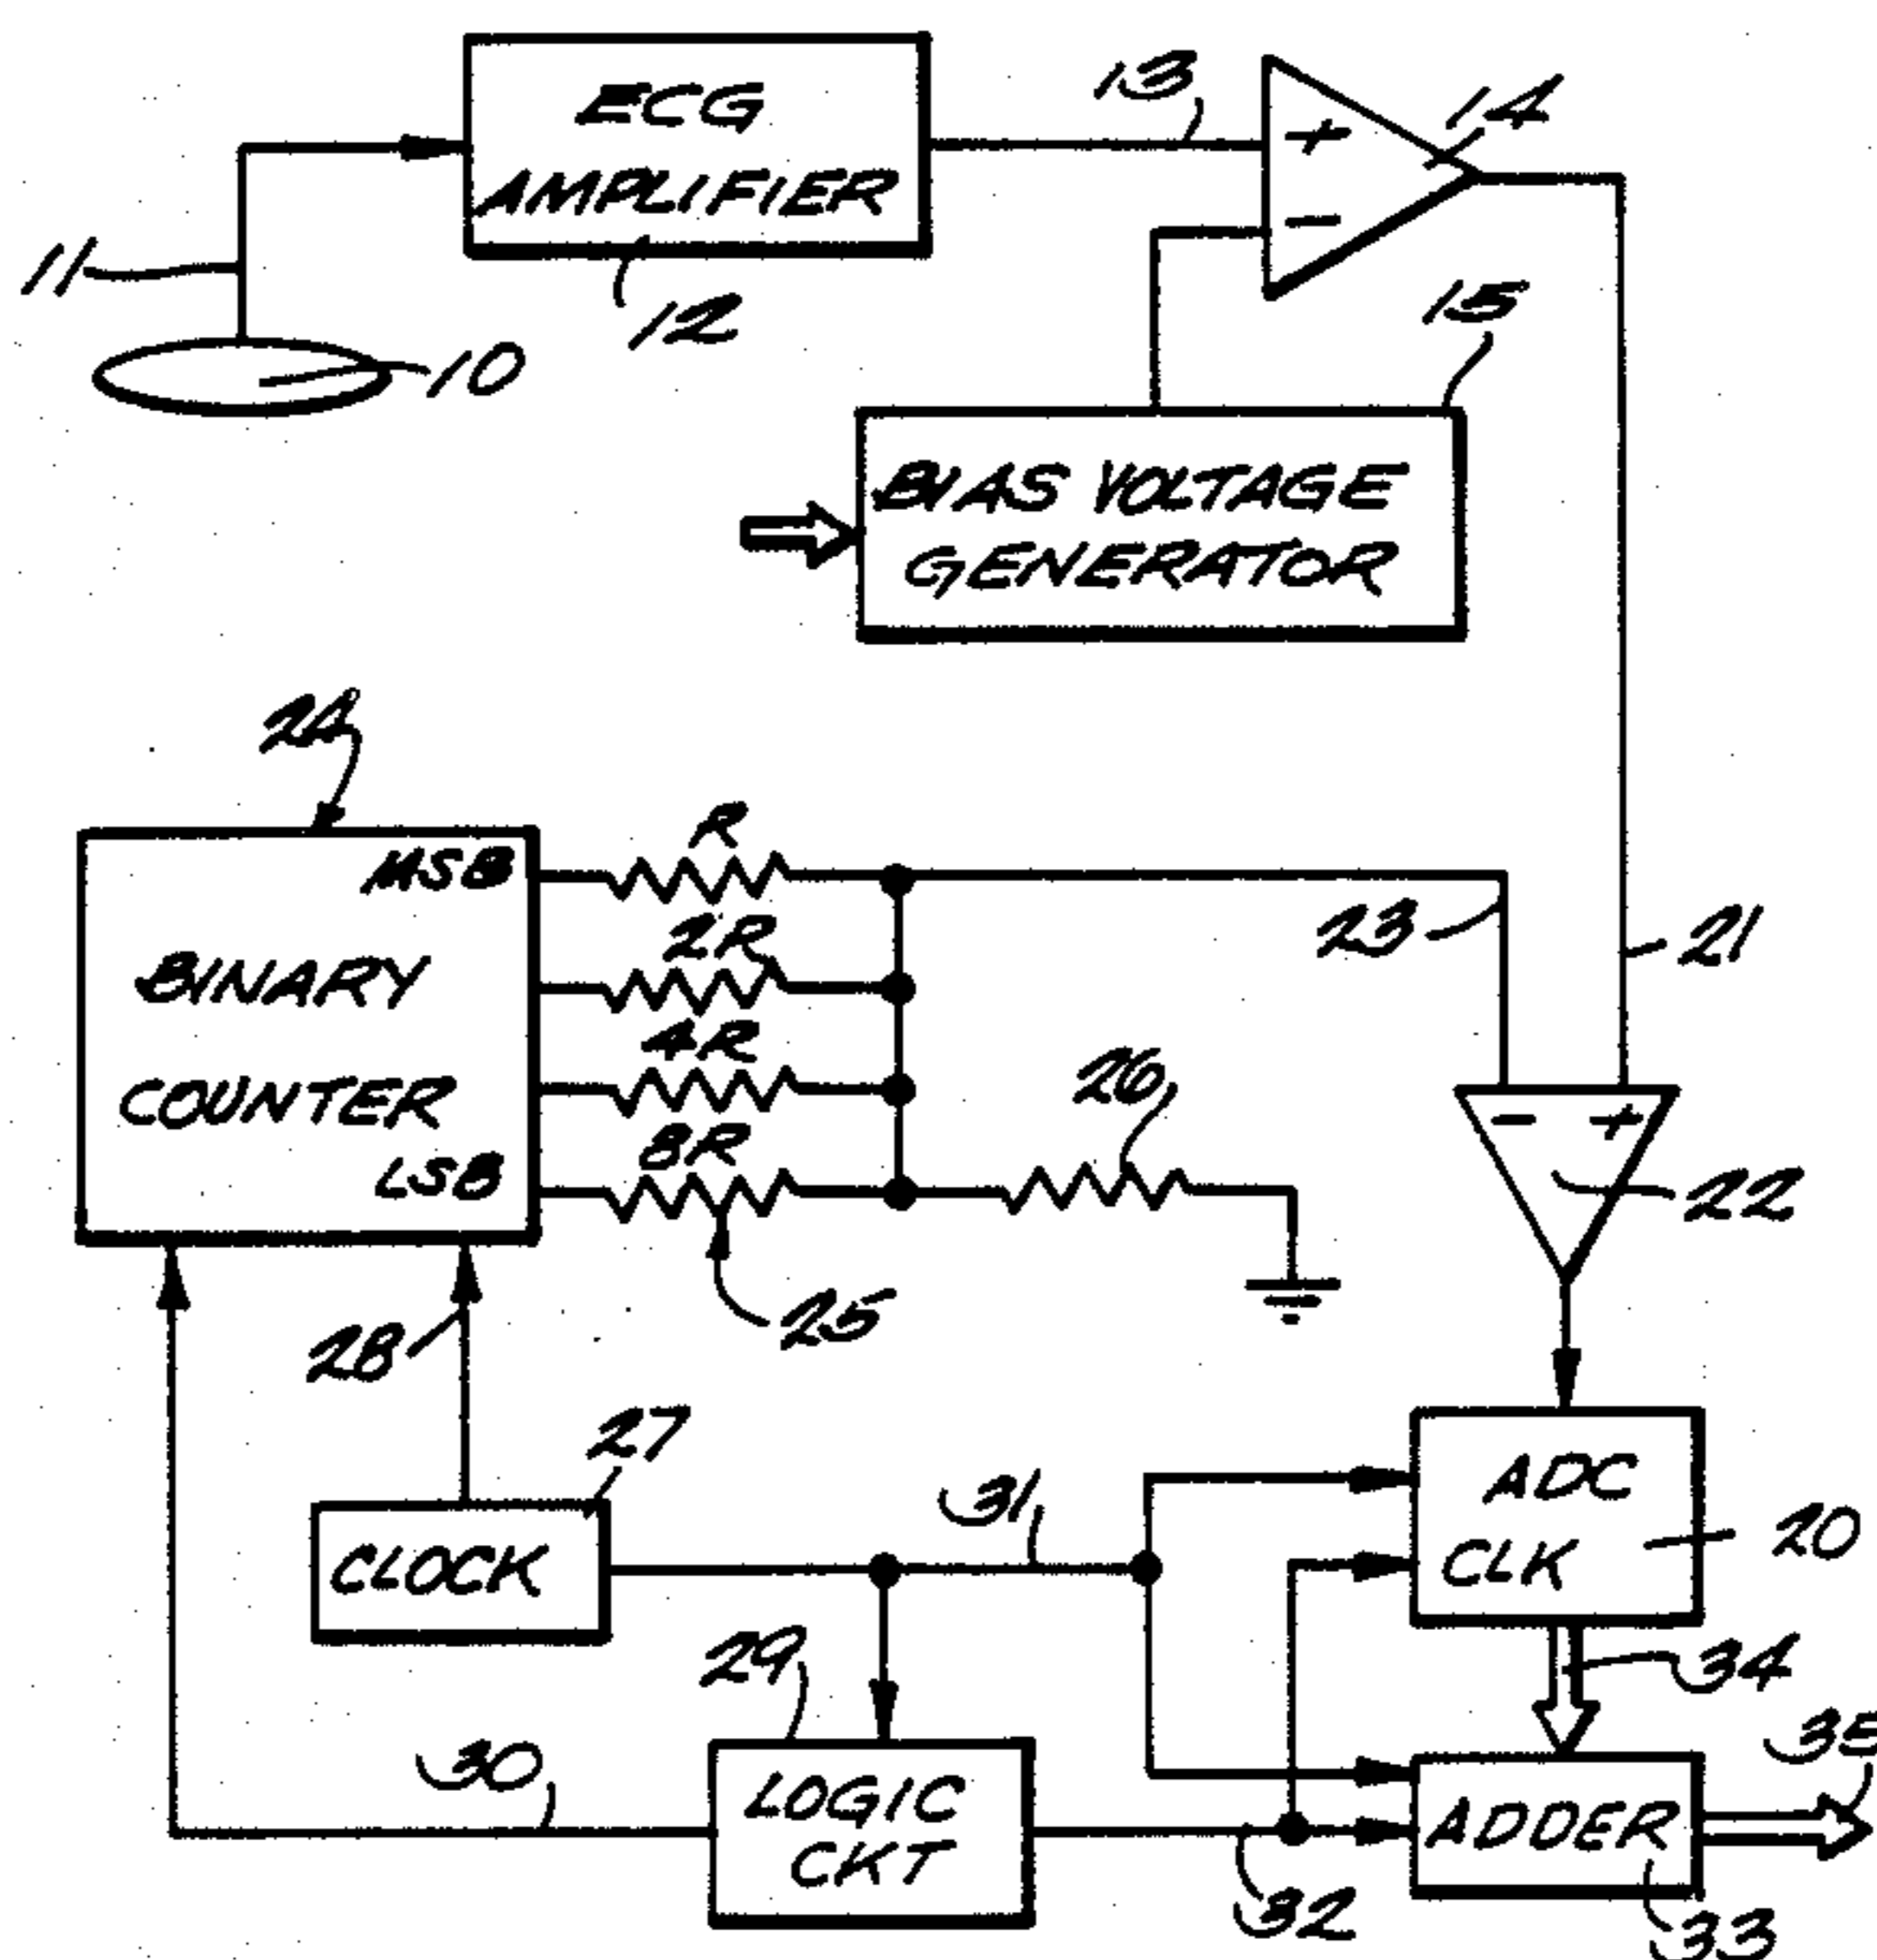 ECG
AMPLIFIER
13
+
-
14
11
12
10
15
BIAS VOLTAGE
GENERATOR
24
MSB
R
2R
BINARY
4R
COUNTER
8R
LSB
23
21
26
- +
22
28
25
27
CLOCK
31
ADC
CLK
20
29
34
30
LOGIC
CKT
35
ADDER
32
33